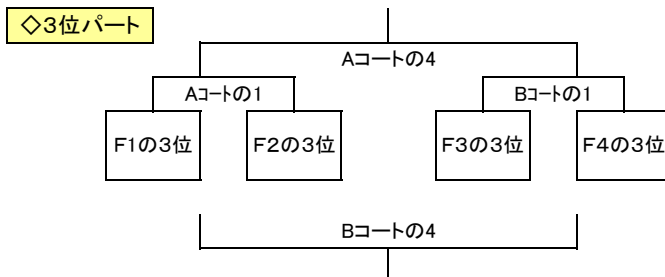 ◇3位パート
Aコートの4
Aコートの1
Bコートの1
F1の3位
F2の3位
F3の3位
F4の3位
Bコートの4